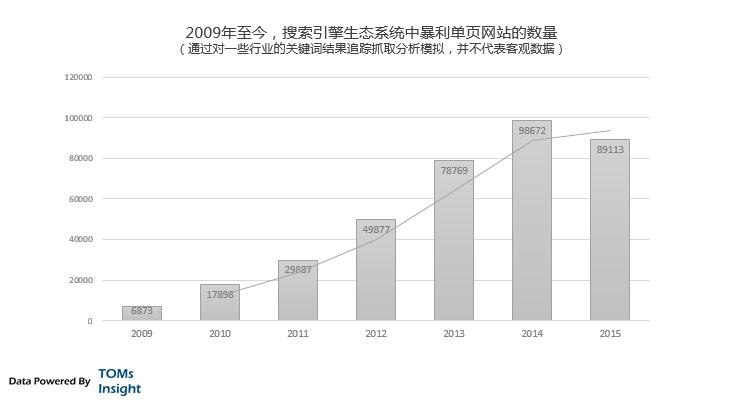 2009年至今，搜索引擎生态系统中暴利单页网站的数量
（通过对一些行业的关键词结果追踪抓取分析模拟，并不代表客观数据）
120000
100000
80000
60000
40000
20000
0
6873
17898
29887
49877
78769
98672
89113
2009 2010 2011 2012 2013 2014 2015
Data Powered By TOMs
Insight